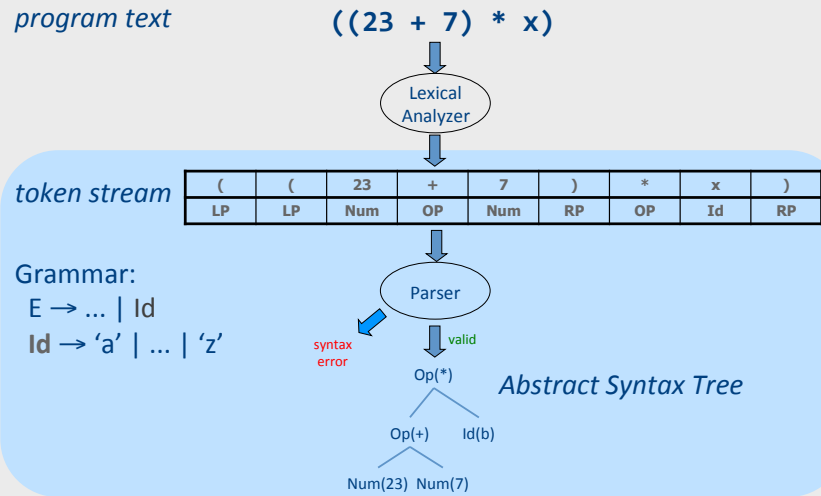 program text
((23 + 7) * x)
Lexical
Analyzer
token stream
( ( 23 + 7 ) * x )
LP LP Num OP Num RP OP Id RP
Grammar:
E → ... | Id
Id → ‘a’ | ... | ‘z’
Parser
syntax
error
valid
Op(*)
Abstract Syntax Tree
Op(+) Id(b)
Num(23) Num(7)